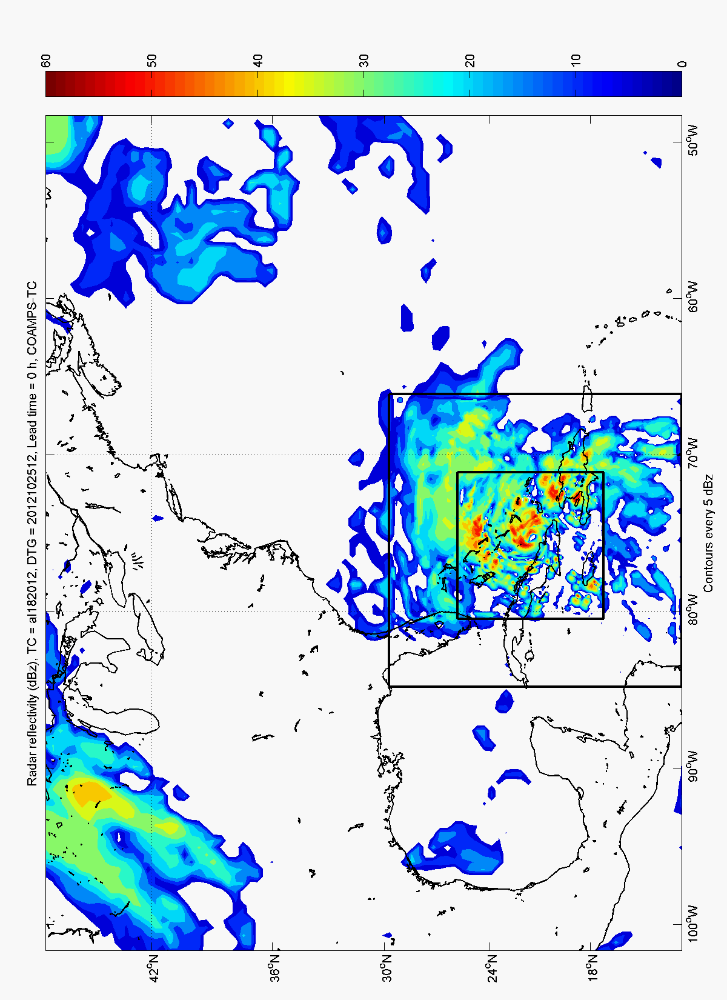 Radar reflectivity (dBz), TC = al182012, DTG = 2012102512, Lead time = 0 h, COAMPS-TC
42°N
36°N
30°N
24°N
18°N
100°W
90°W
80°W
70°W
60°W
50°W
Contours every 5 dBz
0
10
20
30
40
50
60